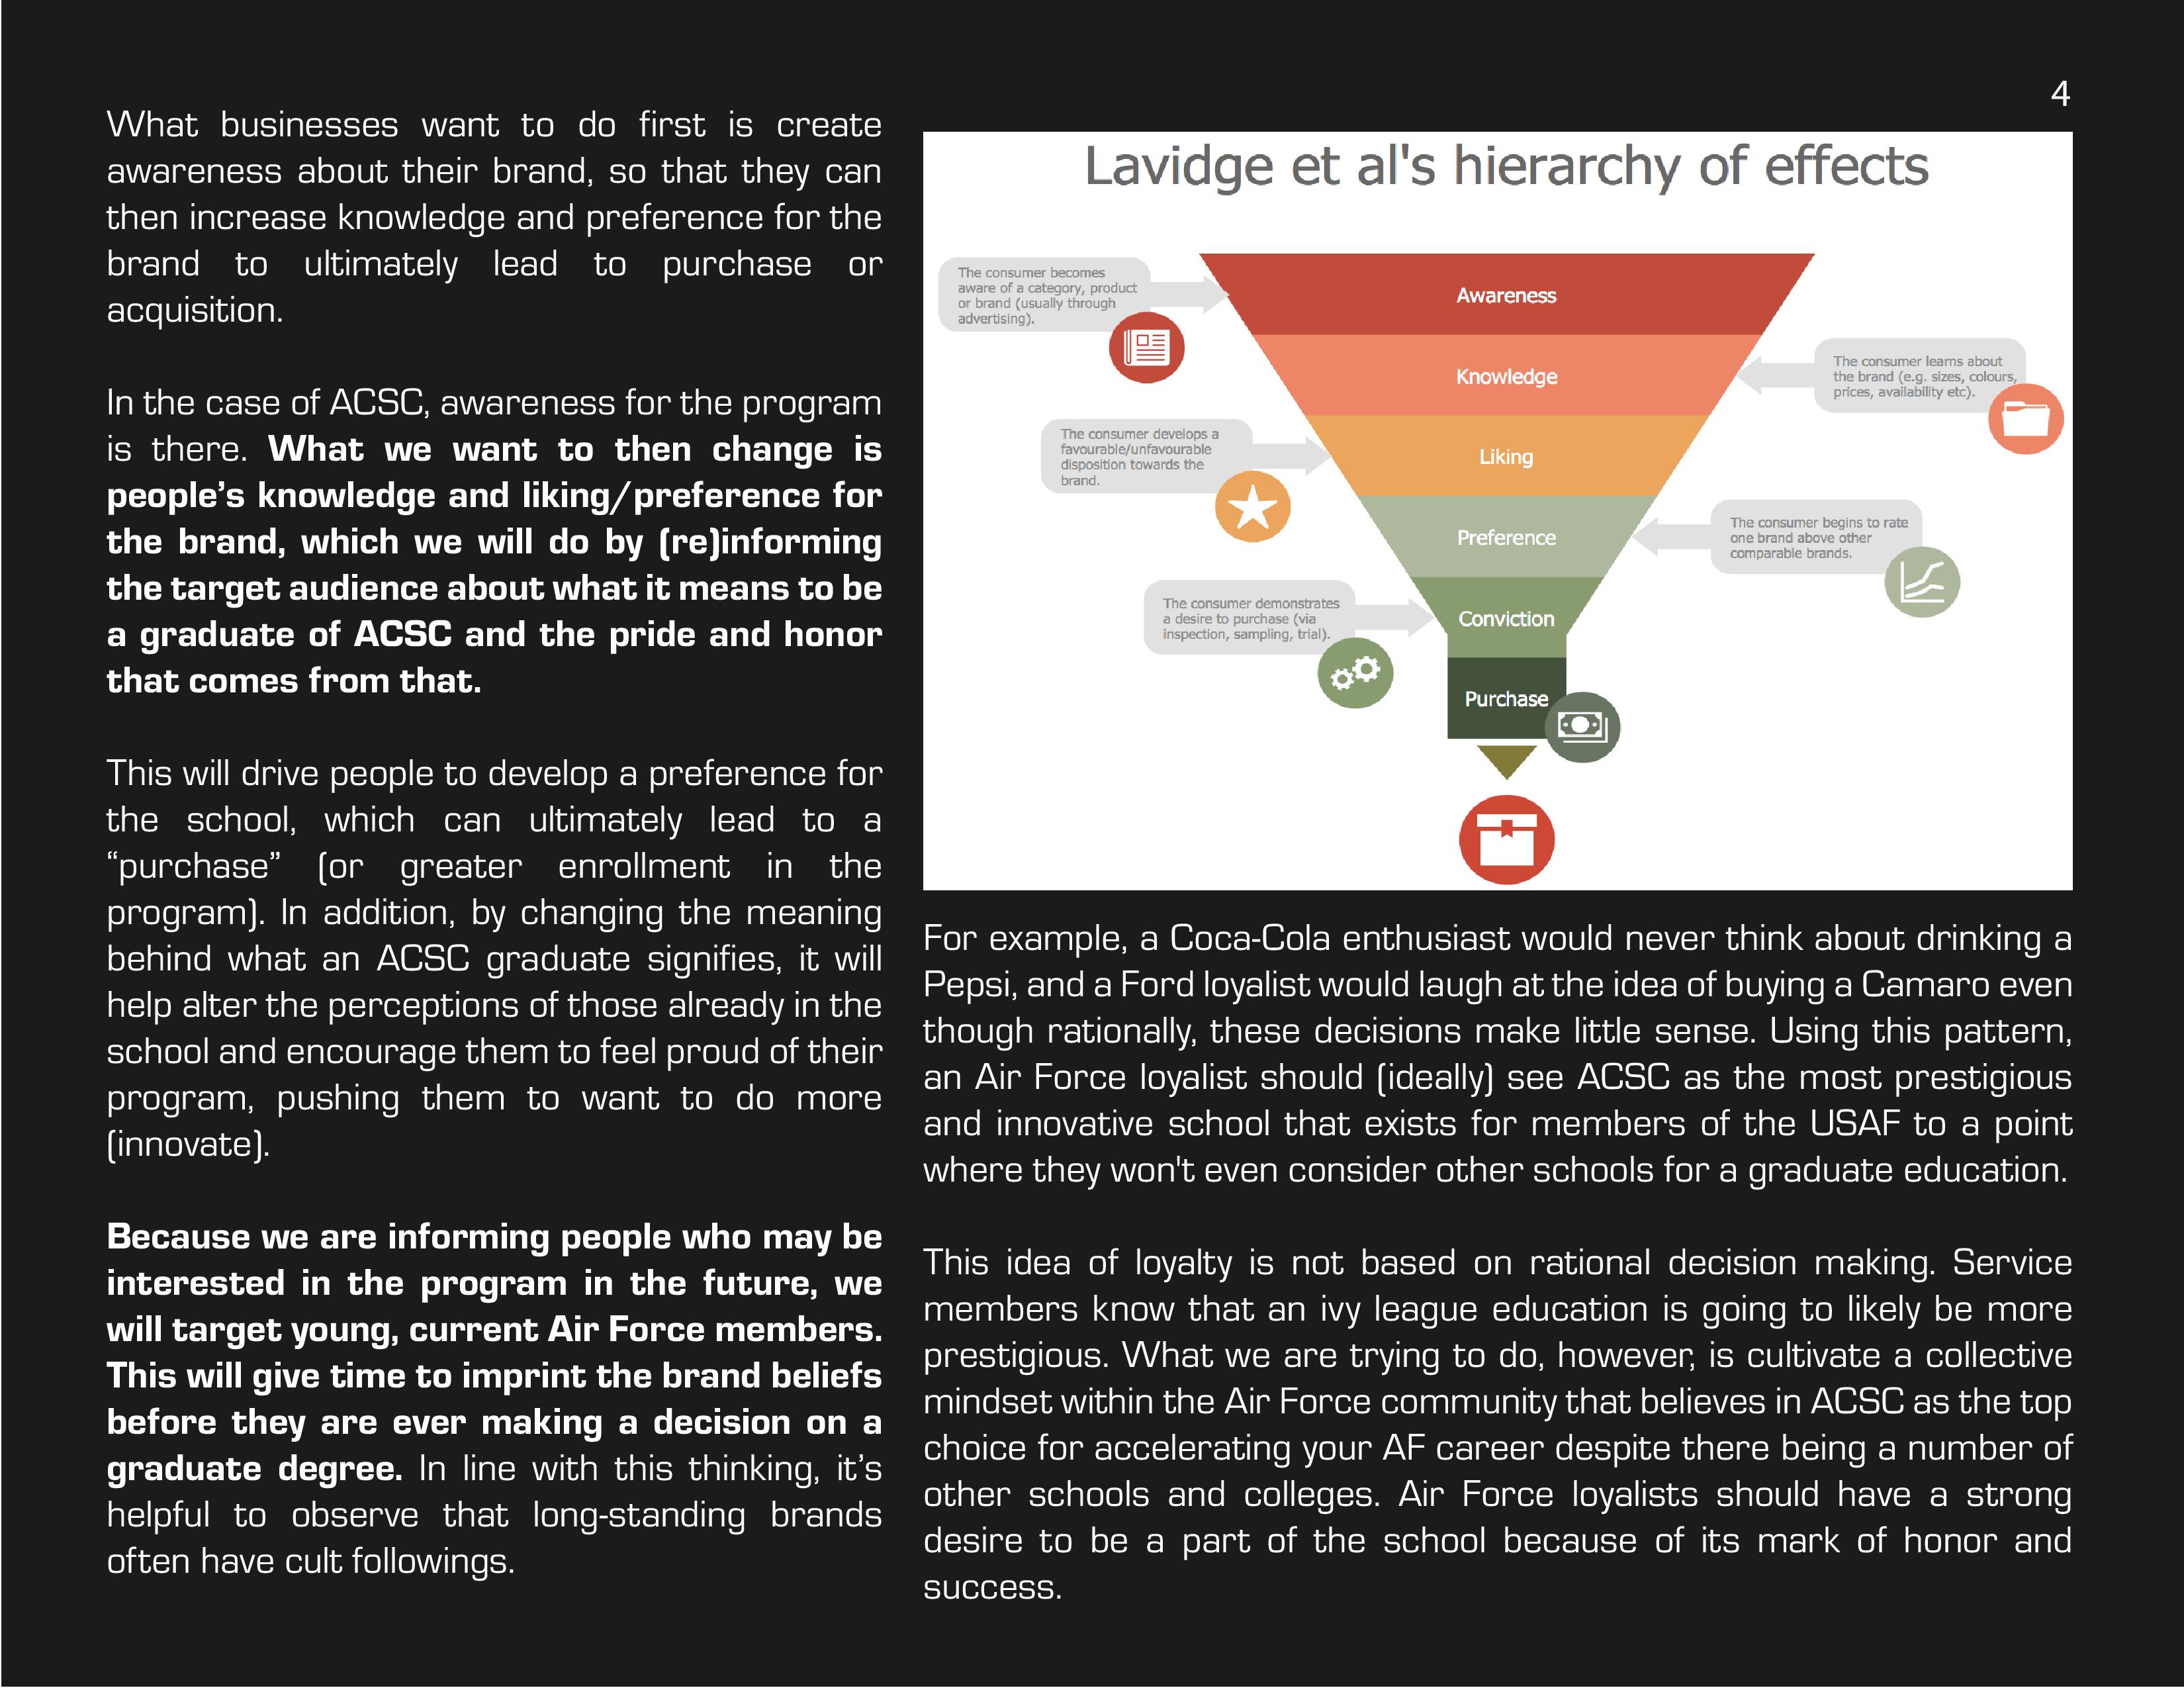 4
What businesses want to do first is create
awareness about their brand, so that they can
then increase knowledge and preference for the
brand to ultimately lead to purchase or
acquisition.
In the case of ACSC, awareness for the program
is there. What we want to then change is
people’s knowledge and liking/preference for
the brand, which we will do by (re)informing
the target audience about what it means to be
a graduate of ACSC and the pride and honor
that comes from that.
This will drive people to develop a preference for
the school, which can ultimately lead to a
“purchase” (or greater enrollment in the
program). In addition, by changing the meaning
behind what an ACSC graduate signifies, it will
help alter the perceptions of those already in the
school and encourage them to feel proud of their
program, pushing them to want to do more
(innovate).
Because we are informing people who may be
interested in the program in the future, we
will target young, current Air Force members.
This will give time to imprint the brand beliefs
before they are ever making a decision on a
graduate degree. In line with this thinking, it’s
helpful to observe that long-standing brands
often have cult followings.
Lavidge et al's hierarchy of effects
The consumer becomes
aware of a category, product
or brand (usually through
advertising).
Awareness
Knowledge
The consumer learns about
the brand (e.g. sizes, colours,
prices, availability etc).
The consumer develops a
favourable/unfavourable
disposition towards the
brand.
Liking
Preference
The consumer begins to rate
one brand above other
comparable brands.
The consumer demonstrates
a desire to purchase (via
inspection, sampling, trial).
Conviction
Purchase
For example, a Coca-Cola enthusiast would never think about drinking a
Pepsi, and a Ford loyalist would laugh at the idea of buying a Camaro even
though rationally, these decisions make little sense. Using this pattern,
an Air Force loyalist should (ideally) see ACSC as the most prestigious
and innovative school that exists for members of the USAF to a point
where they won't even consider other schools for a graduate education.
This idea of loyalty is not based on rational decision making. Service
members know that an ivy league education is going to likely be more
prestigious. What we are trying to do, however, is cultivate a collective
mindset within the Air Force community that believes in ACSC as the top
choice for accelerating your AF career despite there being a number of
other schools and colleges. Air Force loyalists should have a strong
desire to be a part of the school because of its mark of honor and
success.